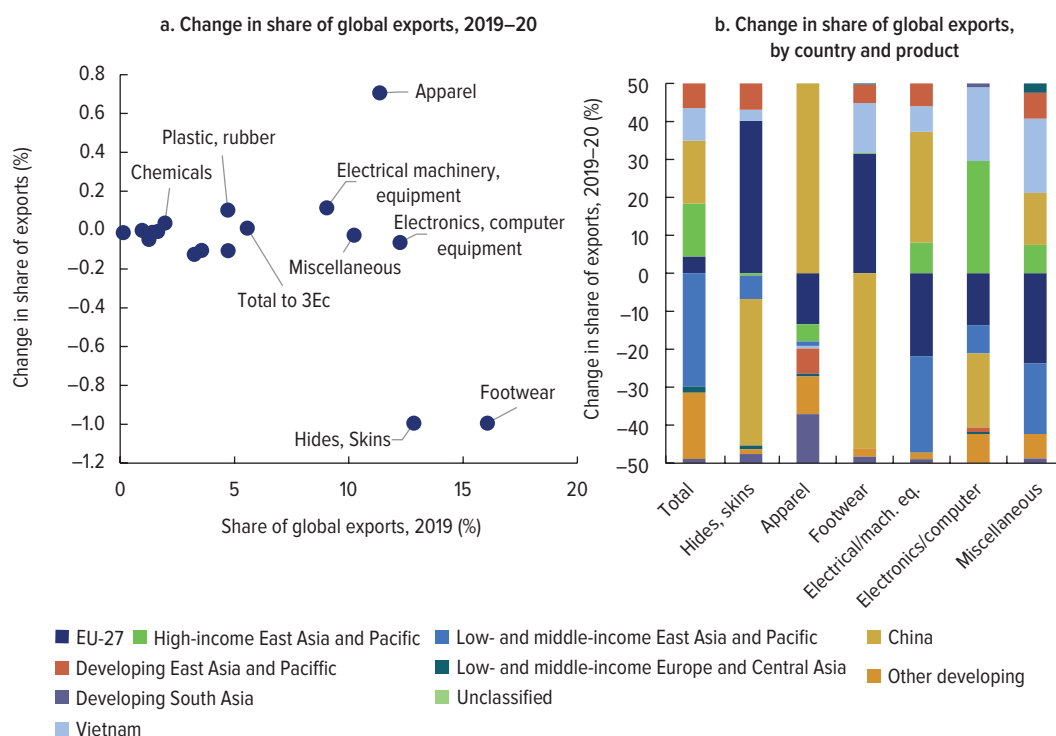 a. Change in share of global exports, 2019–20
Change in share of exports (%)
0.8
0.6
0.4
0.2
0.0
–0.2
–0.4
–0.6
–0.8
–1.0
–1.2
Apparel
Plastic, rubber
Chemicals
Electrical machinery,
equipment
Electronics, computer
equipment
Miscellaneous
Total to 3Ec
Footwear
Hides, Skins
0
5
10
15
20
Share of global exports, 2019 (%)
b. Change in share of global exports,
by country and product
Change in share of exports, 2019–20 (%)
50
40
30
20
10
0
–10
–20
–30
–40
–50
Total
Hides, skins
Apparel
Footwear
Electrical/mach. eq.
Electronics/computer
Miscellaneous
EU-27
High-income East Asia and Pacific
Low- and middle-income East Asia and Pacific
China
Developing East Asia and Paciffic
Low- and middle-income Europe and Central Asia
Other developing
Developing South Asia
Unclassified
Vietnam